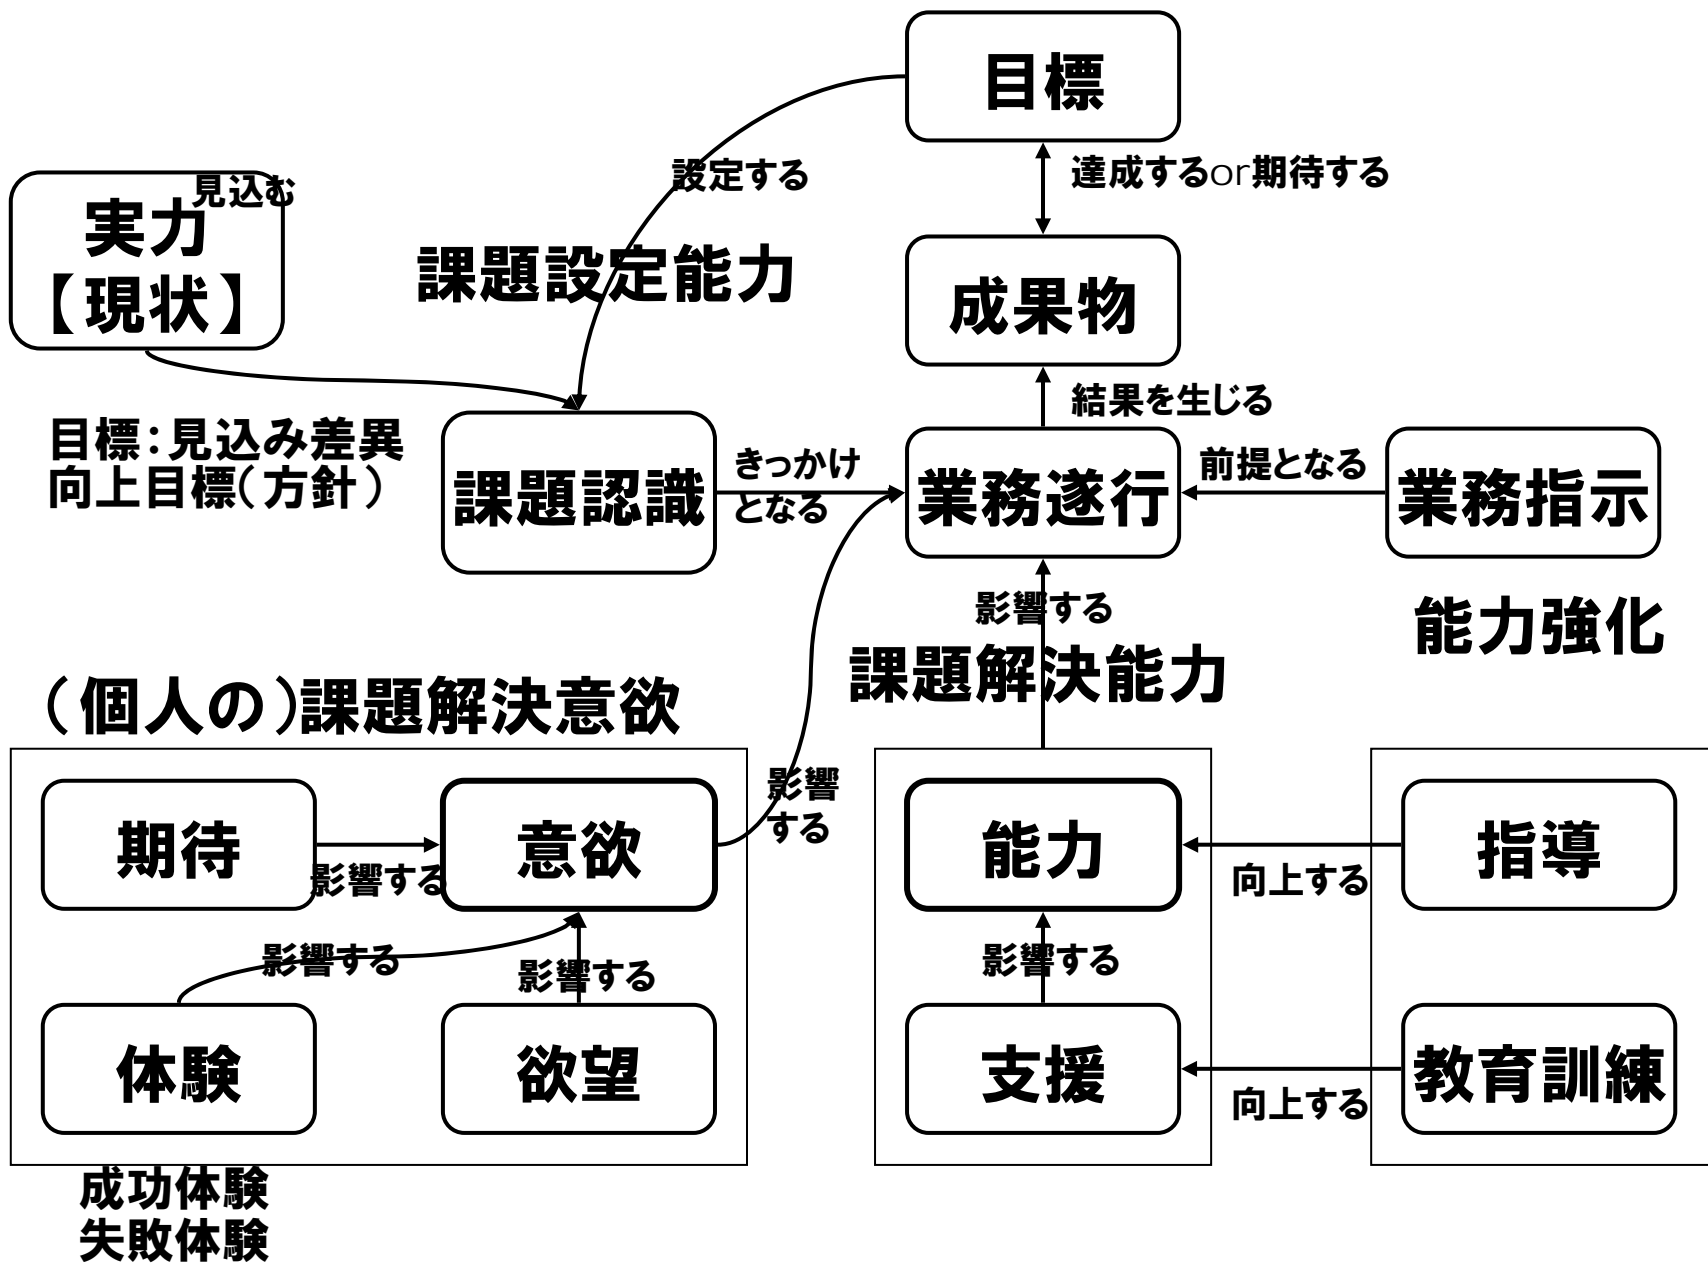 目標
設定する
達成するor期待する
見込む
実力
【現状】
課題設定能力
成果物
結果を生じる
目標：見込み差異
向上目標（方針）
課題認識
きっかけ
となる
業務遂行
前提となる
業務指示
影響する
能力強化
課題解決能力
（個人の）課題解決意欲
影響
する
期待
影響する
意欲
能力
向上する
指導
影響する
影響する
影響する
体験
欲望
支援
向上する
教育訓練
成功体験
失敗体験